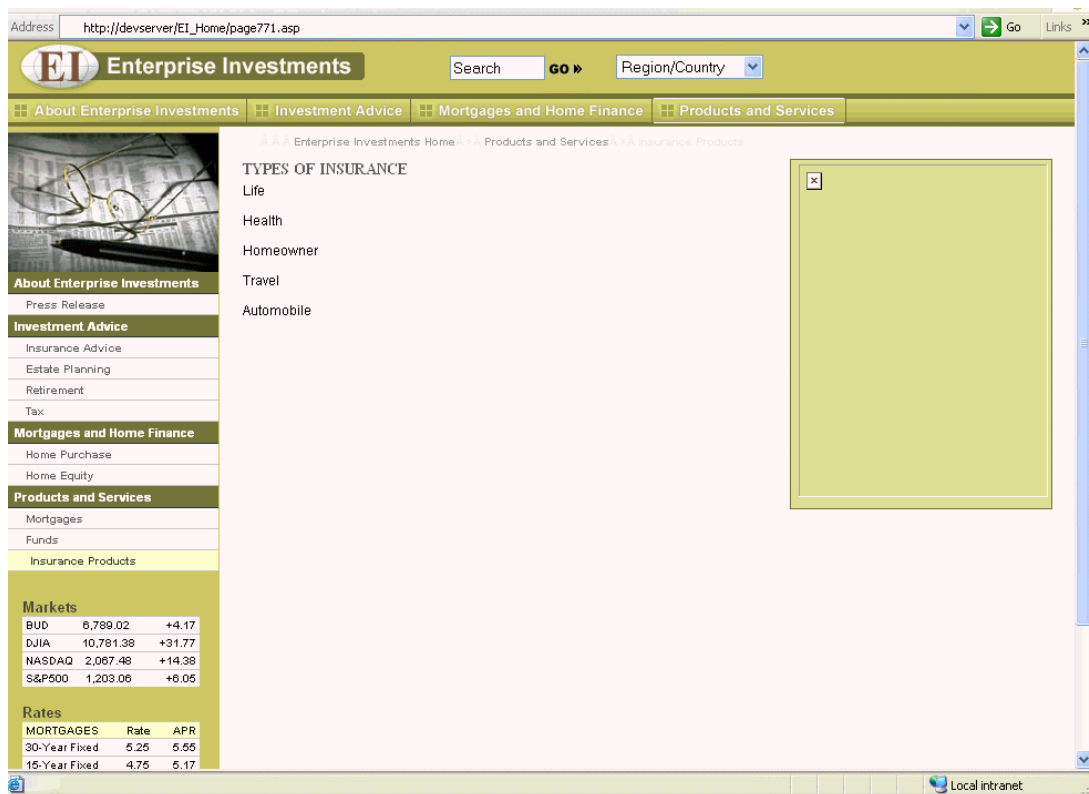 Address http://devserver/EI_Home/page771.asp Go Links »
EI Enterprise Investments Search GO » Region/Country
About Enterprise Investments Investment Advice Mortgages and Home Finance Products and Services
Â Â Â Enterprise Investments HomeÂ >Â Products and ServicesÂ >Â Insurance Products
TYPES OF INSURANCE
Life
Health
Homeowner
Travel
Automobile
About Enterprise Investments
Press Release
Investment Advice
Insurance Advice
Estate Planning
Retirement
Tax
Mortgages and Home Finance
Home Purchase
Home Equity
Products and Services
Mortgages
Funds
Insurance Products
Markets
BUD 6,789.02 +4.17
DJIA 10,781.38 +31.77
NASDAQ 2,067.48 +14.38
S&P500 1,203.06 +6.05
Rates
MORTGAGES Rate APR
30-Year Fixed 5.25 5.55
15-Year Fixed 4.75 5.17
Local intranet